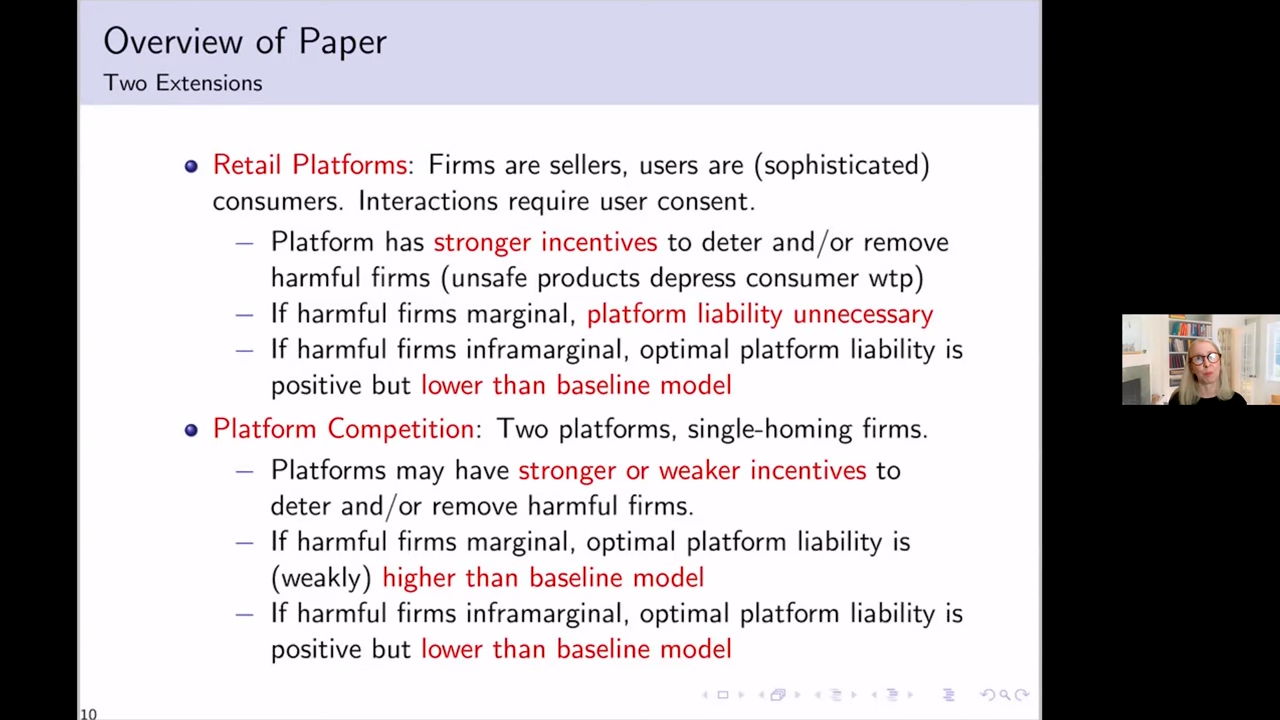 Overview of Paper
Two Extensions
Retail Platforms: Firms are sellers, users are (sophisticated)
consumers. Interactions require user consent.
— Platform has stronger incentives to deter and/or remove
harmful firms (unsafe products depress consumer wtp)
— If harmful firms marginal, platform liability unnecessary
— If harmful firms inframarginal, optimal platform liability is
positive but lower than baseline model
Platform Competition: Two platforms, single-homing firms.
— Platforms may have stronger or weaker incentives to
deter and/or remove harmful firms.
— If harmful firms marginal, optimal platform liability is
(weakly) higher than baseline model
— If harmful firms inframarginal, optimal platform liability is
positive but lower than baseline model
10